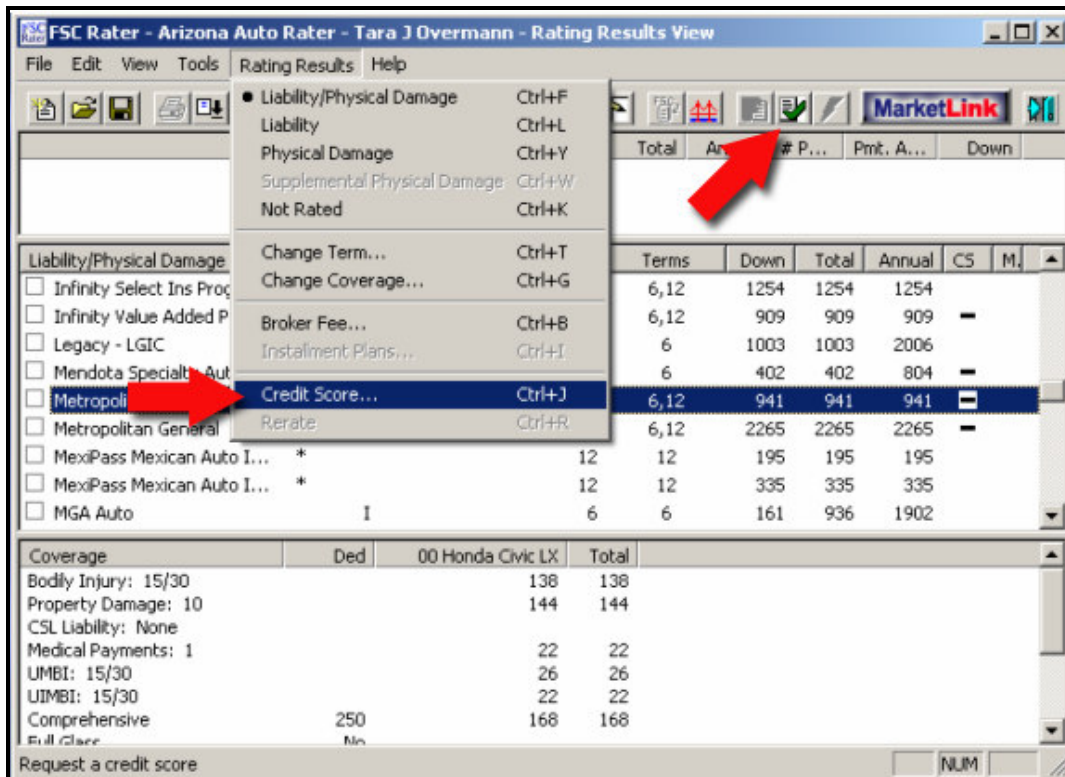 FSC Rater - Arizona Auto Rater - Tara J Overmann - Rating Results View
File Edit View Tools Rating Results Help
MarketLink
Liability/Physical Damage Ctrl+F
Liability Ctrl+L
Physical Damage Ctrl+Y
Supplemental Physical Damage Ctrl+W
Not Rated Ctrl+K
Change Term... Ctrl+T
Change Coverage... Ctrl+G
Broker Fee... Ctrl+B
Instalment Plans... Ctrl+I
Credit Score... Ctrl+J
Rerate Ctrl+R
Total # P... Pmt. A... Down
Liability/Physical Damage Terms Down Total Annual CS M.
Infinity Select Ins 6,12 1254 1254 1254
Infinity Value Added 6,12 909 909 909
Legacy - LGIC 6 1003 1003 2006
Mendota Specialty 6 402 402 804
6,12 941 941 941
Metropolitan General 6,12 2265 2265 2265
MexiPass Mexican Auto I... * 12 12 195 195 195
MexiPass Mexican Auto I... * 12 12 335 335 335
MGA Auto I 6 6 161 936 1902
Coverage Ded 00 Honda Civic LX Total
Bodily Injury: 15/30 138 138
Property Damage: 10 144 144
CSL Liability: None
Medical Payments: 1 22 22
UMBI: 15/30 26 26
UIMBI: 15/30 22 22
Comprehensive 250 168 168
Full Glass No
Request a credit score NUM